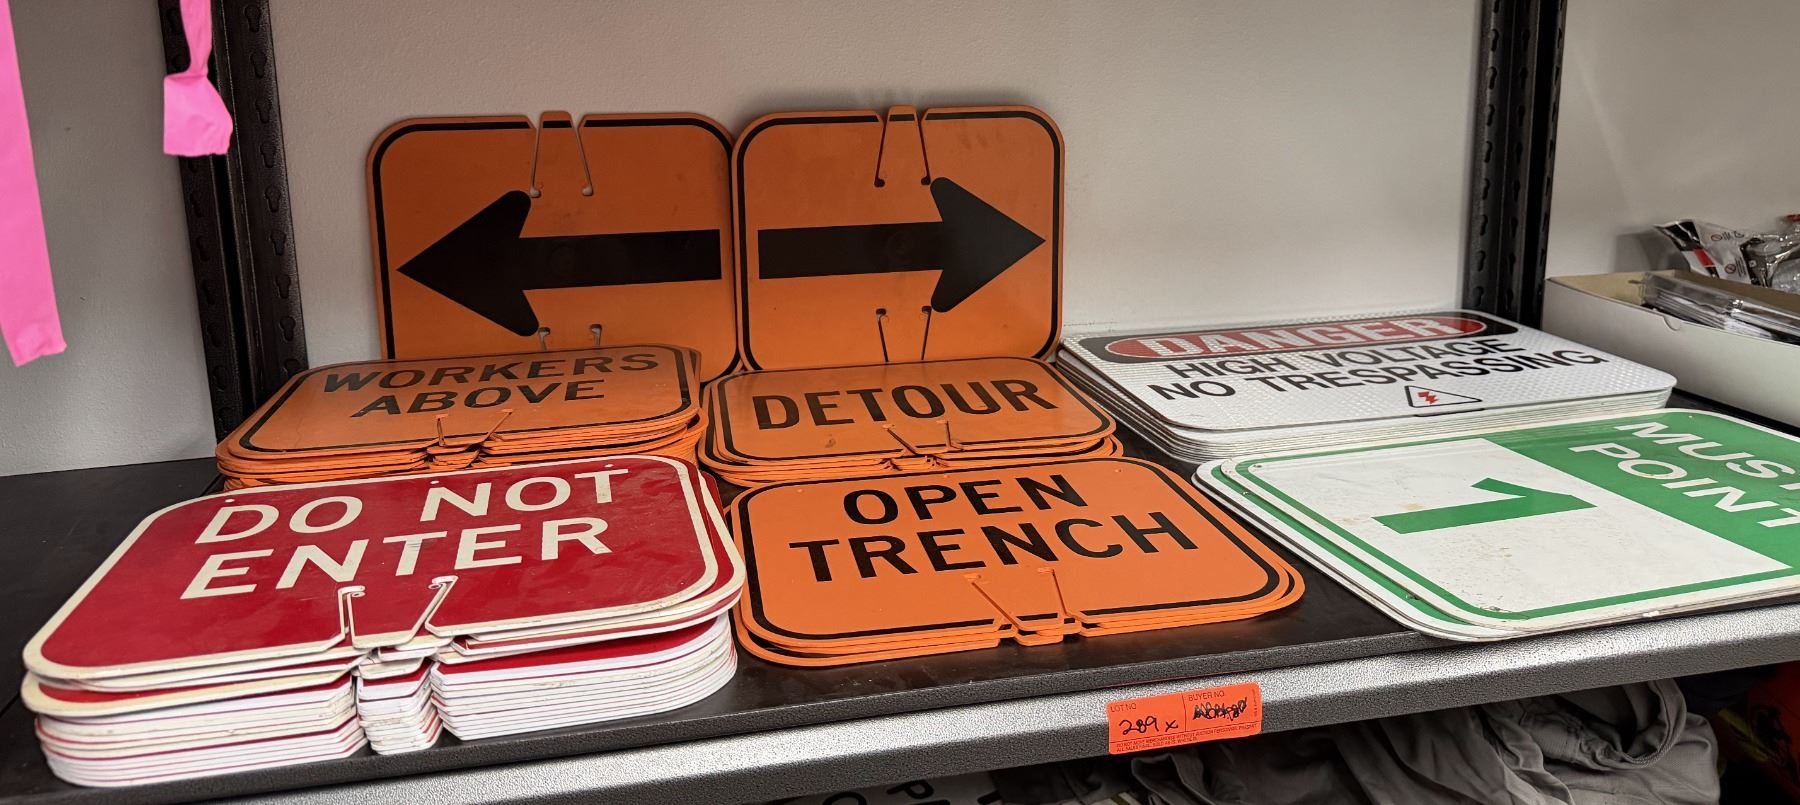 WORKERS
ABOVE
DETOUR
DANGER
HIGH VOLTAGE
NO TRESPASSING
DO NOT
ENTER
OPEN
TRENCH
1
MUST
POINT
LOT NO.
289 X
BUYER NO.